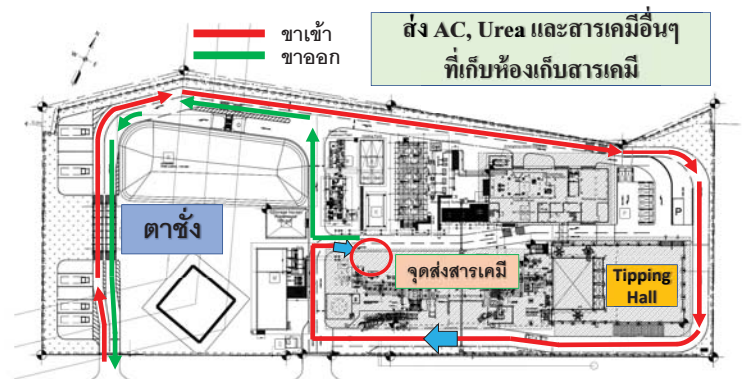 ขาเข้า
ขาออก
ส่ง AC, Urea และสารเคมีอื่นๆ
ที่เก็บห้องเก็บสารเคมี
ตาชั่ง
จุดส่งสารเคมี
Tipping
Hall
P